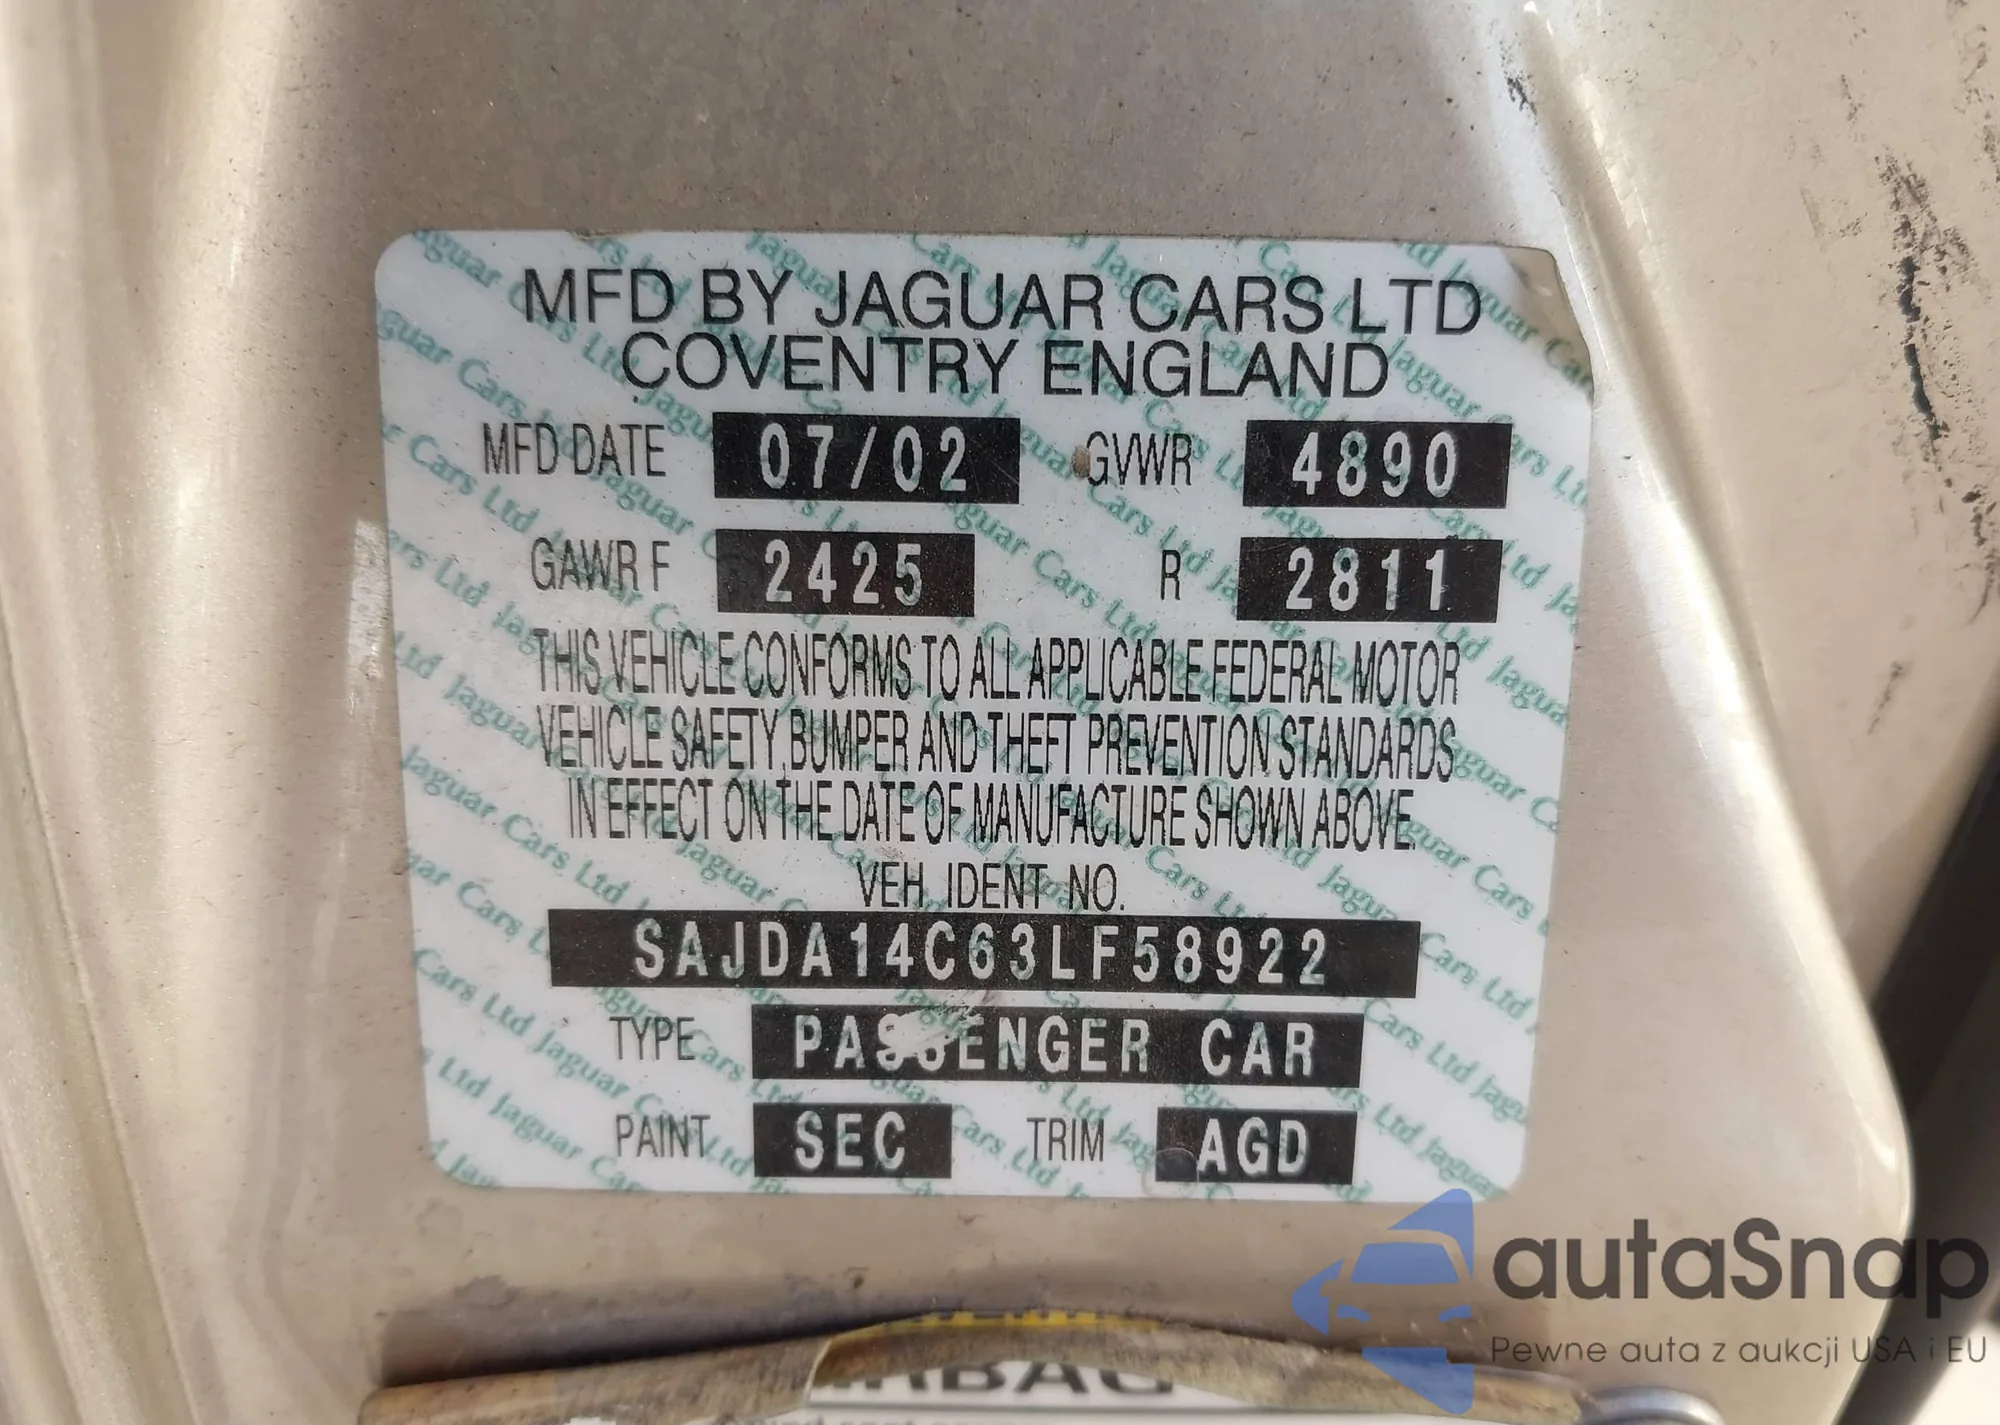 MFD BY JAGUAR CARS LTD
COVENTRY ENGLAND
MFD DATE 07/02 GVWR 4890
GAWR F 2425 R 2811
THIS VEHICLE CONFORMS TO ALL APPLICABLE FEDERAL MOTOR
VEHICLE SAFETY, BUMPER AND THEFT PREVENTION STANDARDS
IN EFFECT ON THE DATE OF MANUFACTURE SHOWN ABOVE.
VEH. IDENT. NO.
SAJDA14C63LF58922
TYPE PASSENGER CAR
PAINT SEC TRIM AGD
autaSnap
Pewne auta z aukcji USA i EU